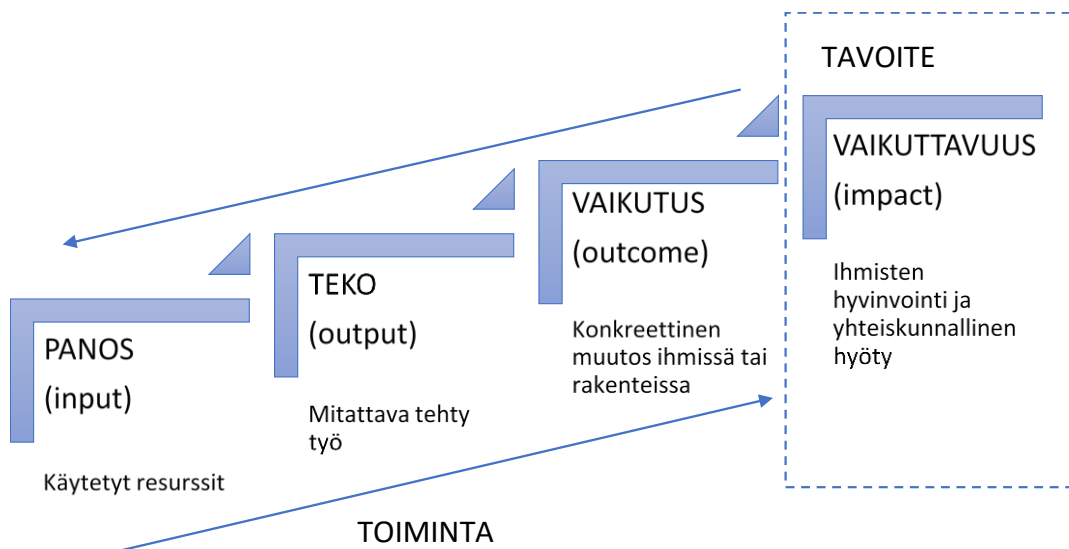 TAVOITE
VAIKUTTAVUUS
(impact)
Ihmisten
hyvinvointi ja
yhteiskunnallinen
hyöty
VAIKUTUS
(outcome)
Konkreettinen
muutos ihmissä tai
rakenteissa
TEKO
(output)
Mitattava tehty
työ
PANOS
(input)
Käytetyt resurssit
TOIMINTA